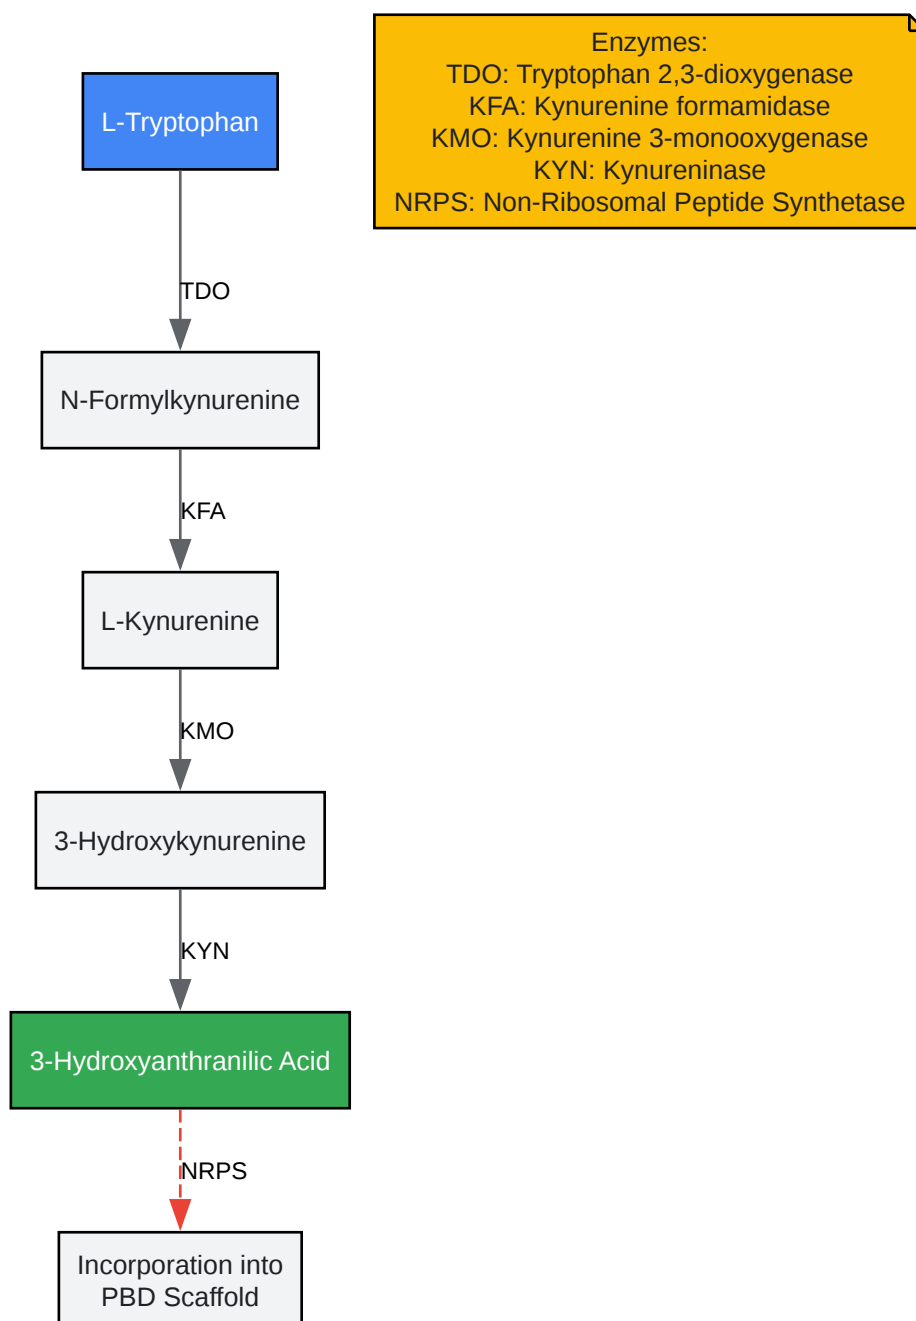 Enzymes:
TDO: Tryptophan 2,3-dioxygenase
KFA: Kynurenine formamidase
KMO: Kynurenine 3-monooxygenase
KYN: Kynureninase
NRPS: Non-Ribosomal Peptide Synthetase
L-Tryptophan
TDO
N-Formylkynurenine
KFA
L-Kynurenine
KMO
3-Hydroxykynurenine
KYN
3-Hydroxyanthranilic Acid
NRPS
Incorporation into
PBD Scaffold